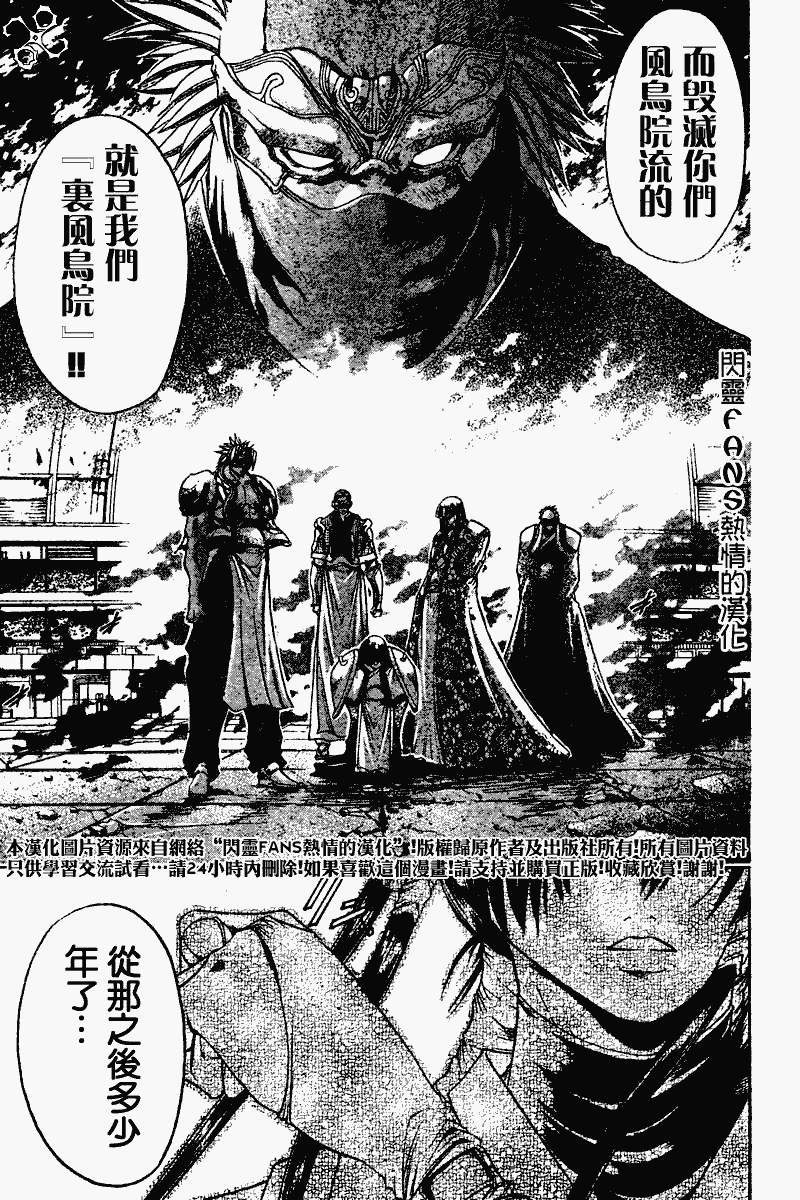 而毀滅你們
風鳥院流的
就是我們
『裏風鳥院』!!
閃靈FANS熱情的漢化
本漢化圖片資源來自網絡“閃靈FANS熱情的漢化”!版權歸原作者及出版社所有!所有圖片資料
只供學習交流試看…請24小時內刪除!如果喜歡這個漫畫!請支持並購買正版!收藏欣賞!謝謝!
從那之後多少
年了…